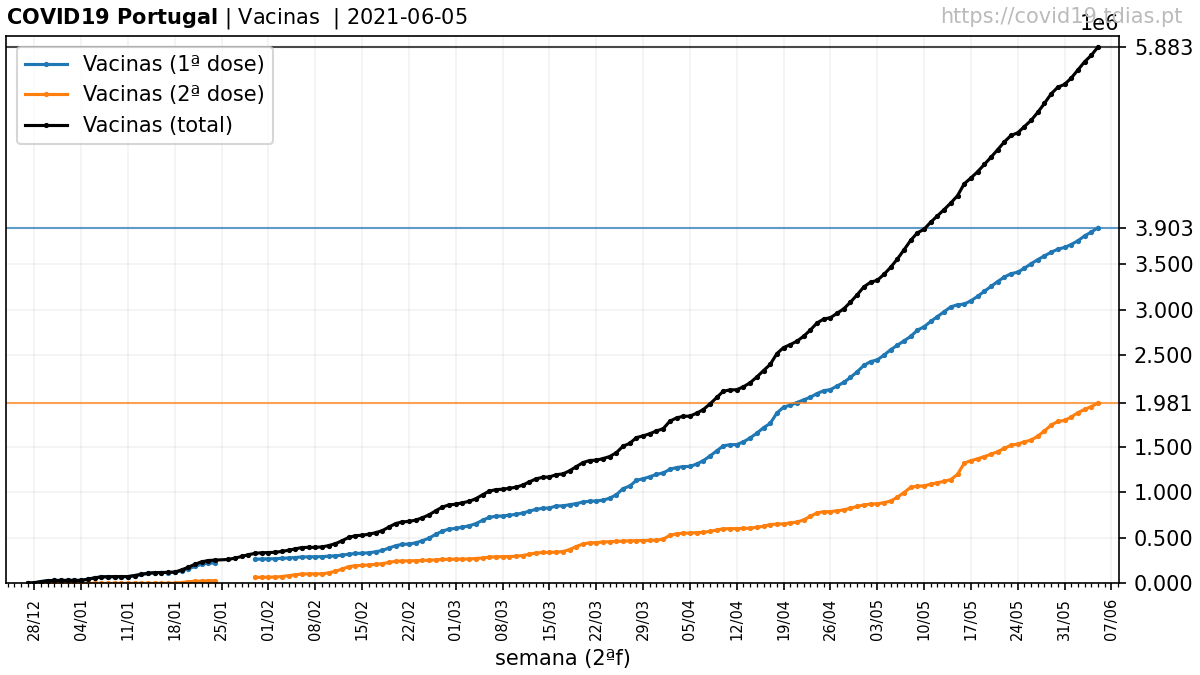 COVID19 Portugal | Vacinas | 2021-06-05
https://covid19.tdias.pt
1e6
Vacinas (1ª dose)
Vacinas (2ª dose)
Vacinas (total)
5.883
3.903
3.500
3.000
2.500
1.981
1.500
1.000
0.500
0.000
28/12 04/01 11/01 18/01 25/01 01/02 08/02 15/02 22/02 01/03 08/03 15/03 22/03 29/03 05/04 12/04 19/04 26/04 03/05 10/05 17/05 24/05 31/05 07/06
semana (2ªf)